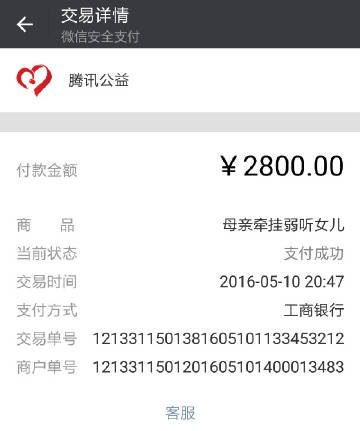 交易详情
微信安全支付
腾讯公益
付款金额 ￥2800.00
商品 母亲牵挂弱听女儿
当前状态 支付成功
交易时间 2016-05-10 20:47
支付方式 工商银行
交易单号 1213311501381605101133453212
商户单号 1213311501201605101400013483
客服